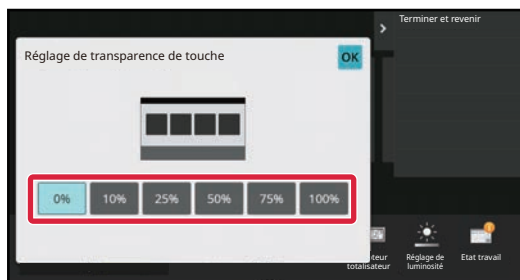 Terminer et revenir
Réglage de transparence de touche
OK
0% 10% 25% 50% 75% 100%
teur
totalisateur
Réglage de
luminosité
Etat travail